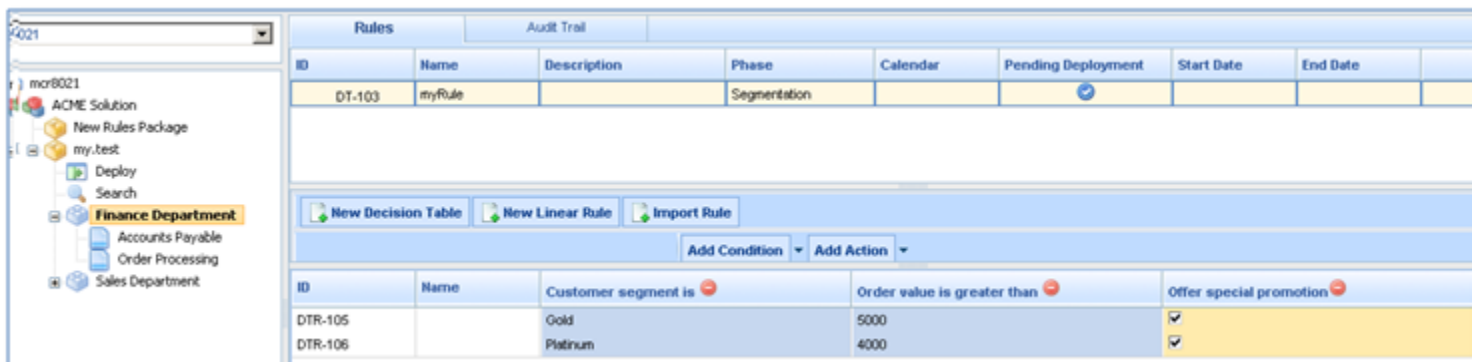 021
mcr8021
ACME Solution
New Rules Package
my.test
Deploy
Search
Finance Department
Accounts Payable
Order Processing
Sales Department
Rules Audit Trail
ID Name Description Phase Calendar Pending Deployment Start Date End Date
DT-103 myRule Segmentation
New Decision Table New Linear Rule Import Rule
Add Condition Add Action
ID Name Customer segment is Order value is greater than Offer special promotion
DTR-105 Gold 5000
DTR-106 Platinum 4000